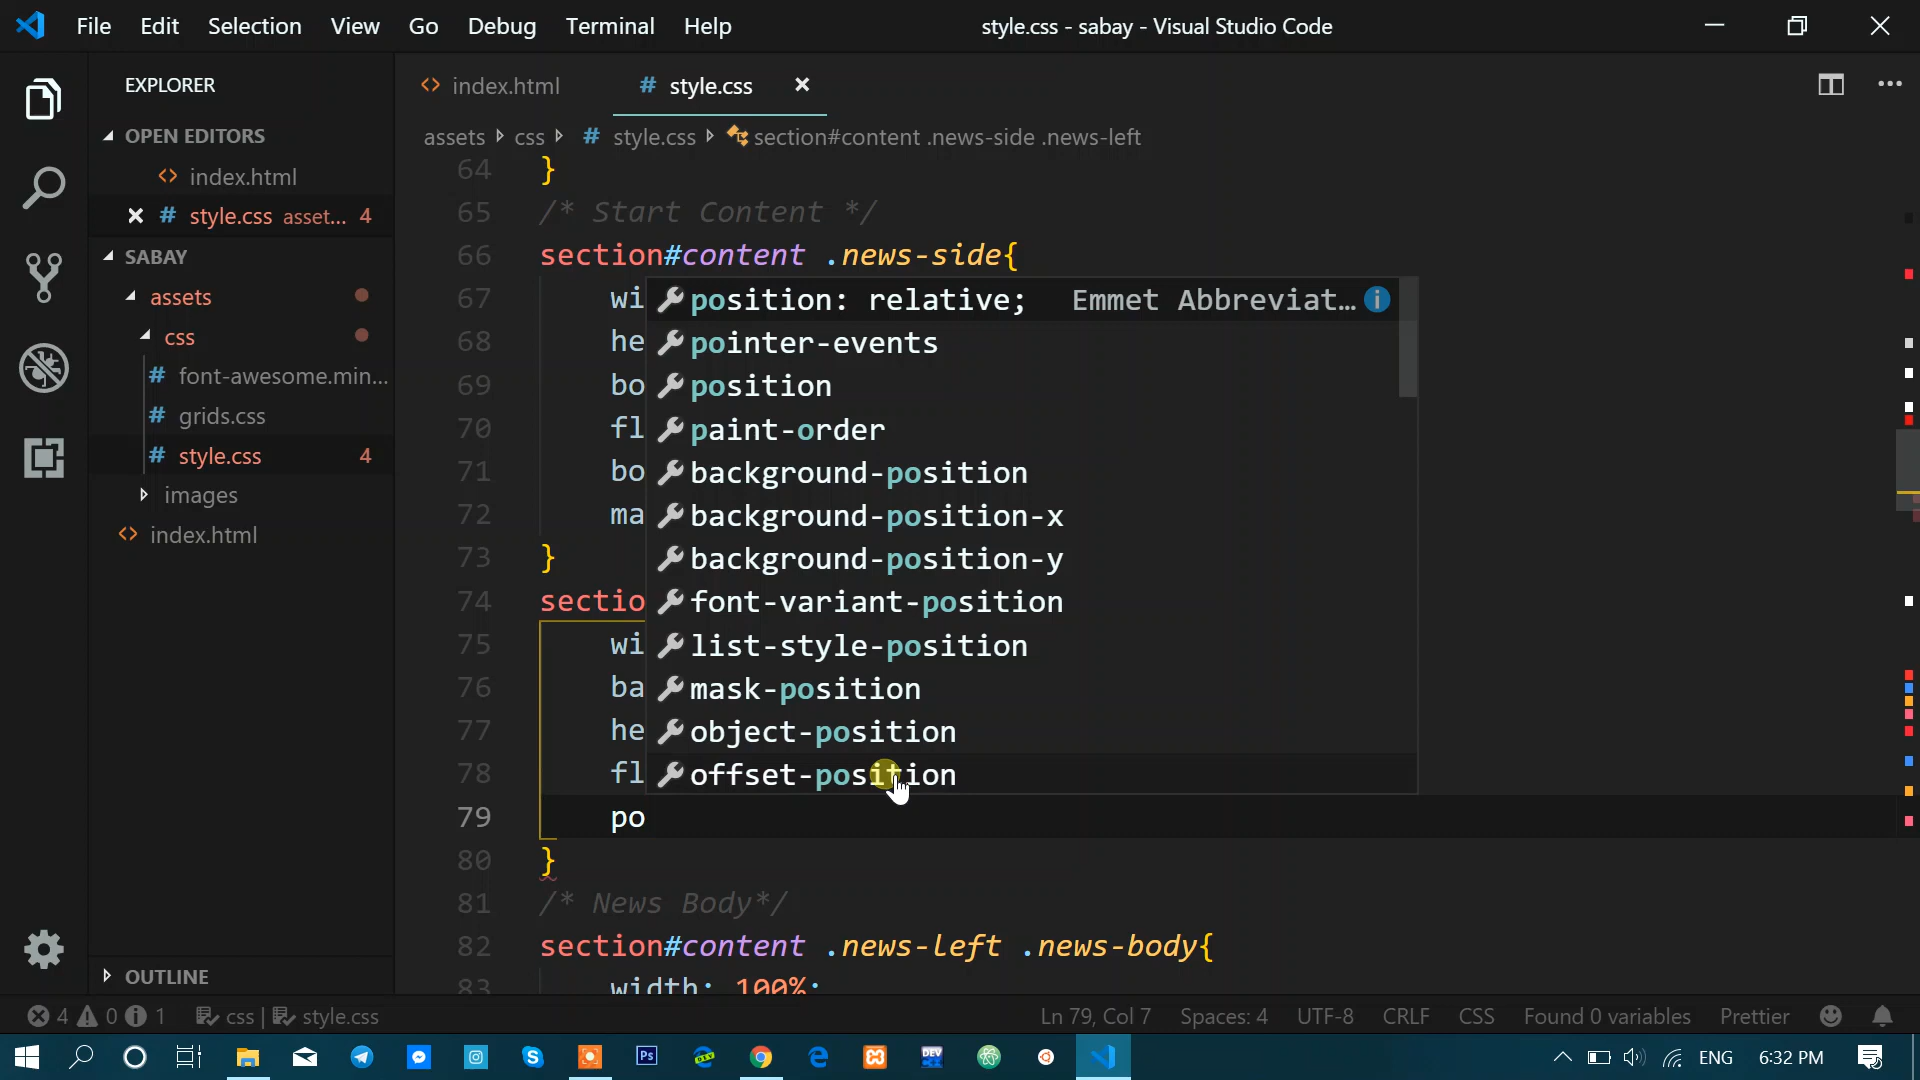 File Edit Selection View Go Debug Terminal Help style.css - sabay - Visual Studio Code
EXPLORER
OPEN EDITORS
<> index.html
# style.css asset... 4
SABAY
assets
css
# font-awesome.min...
# grids.css
# style.css 4
images
<> index.html
OUTLINE
<> index.html # style.css
assets css # style.css section#content .news-side .news-left
64 }
65 /* Start Content */
66 section#content .news-side{
67 wi
68 he
69 bo
70 fl
71 bo
72 ma
73 }
74 sectio
75 wi
76 ba
77 he
78 fl
79 po
80 }
81 /* News Body*/
82 section#content .news-left .news-body{
83 width: 100%;
position: relative; Emmet Abbreviat...
pointer-events
position
paint-order
background-position
background-position-x
background-position-y
font-variant-position
list-style-position
mask-position
object-position
offset-position
4 0 1 css | style.css Ln 79, Col 7 Spaces: 4 UTF-8 CRLF CSS Found 0 variables Prettier
Ps DEV ENG 6:32 PM